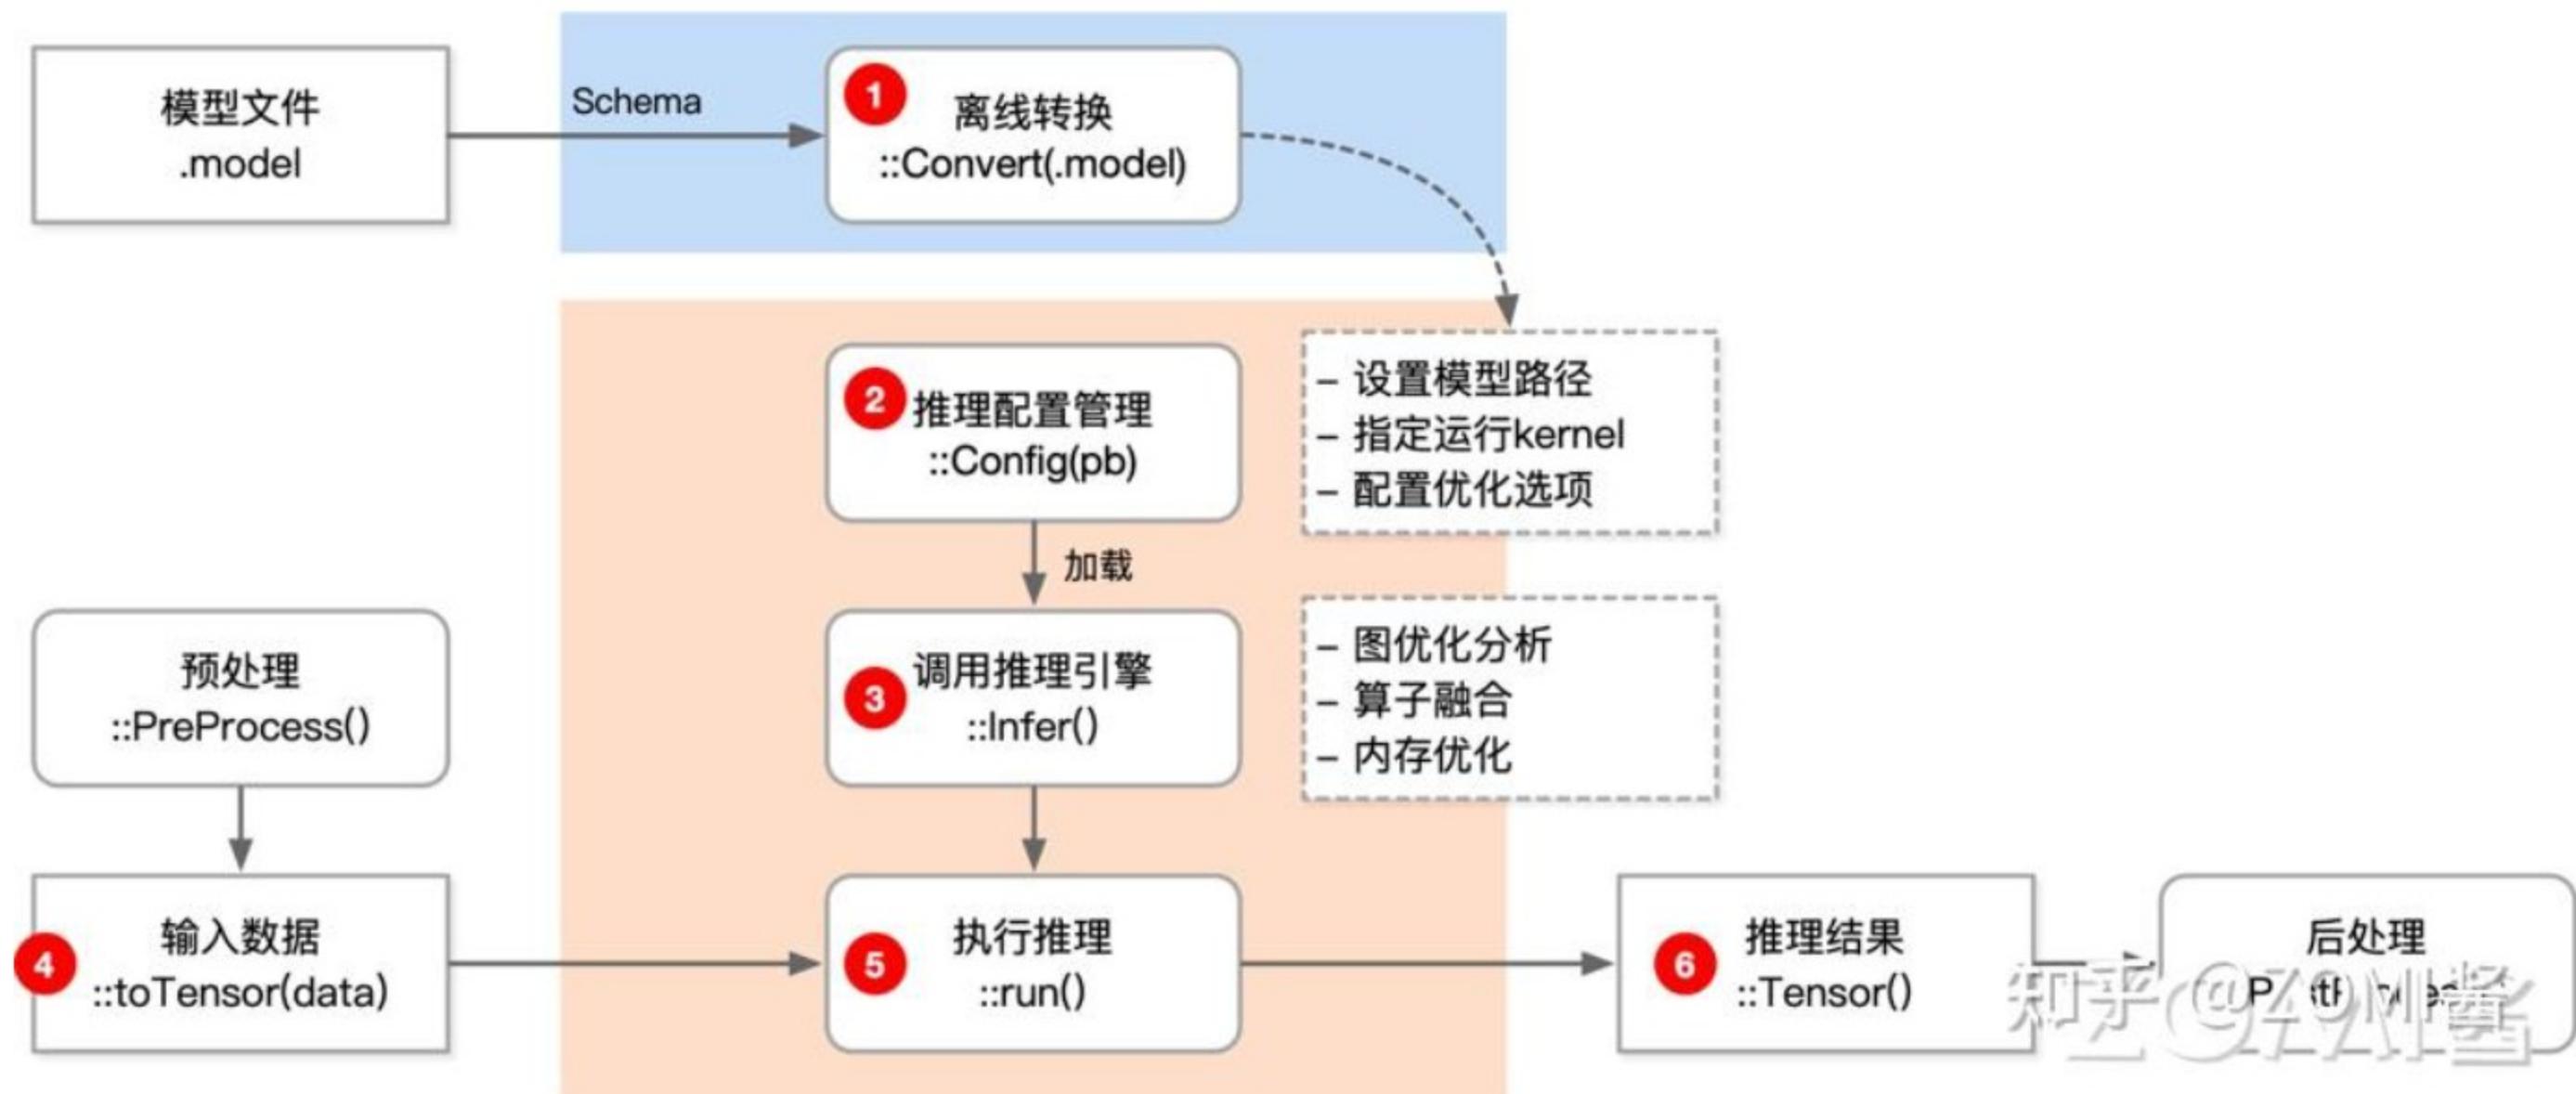 模型文件
.model
Schema
1
离线转换
::Convert(.model)
2
推理配置管理
::Config(pb)
– 设置模型路径
– 指定运行kernel
– 配置优化选项
加载
预处理
::PreProcess()
3
调用推理引擎
::Infer()
– 图优化分析
– 算子融合
– 内存优化
4
输入数据
::toTensor(data)
5
执行推理
::run()
6
推理结果
::Tensor()
后处理
知乎 @ZOMI酱